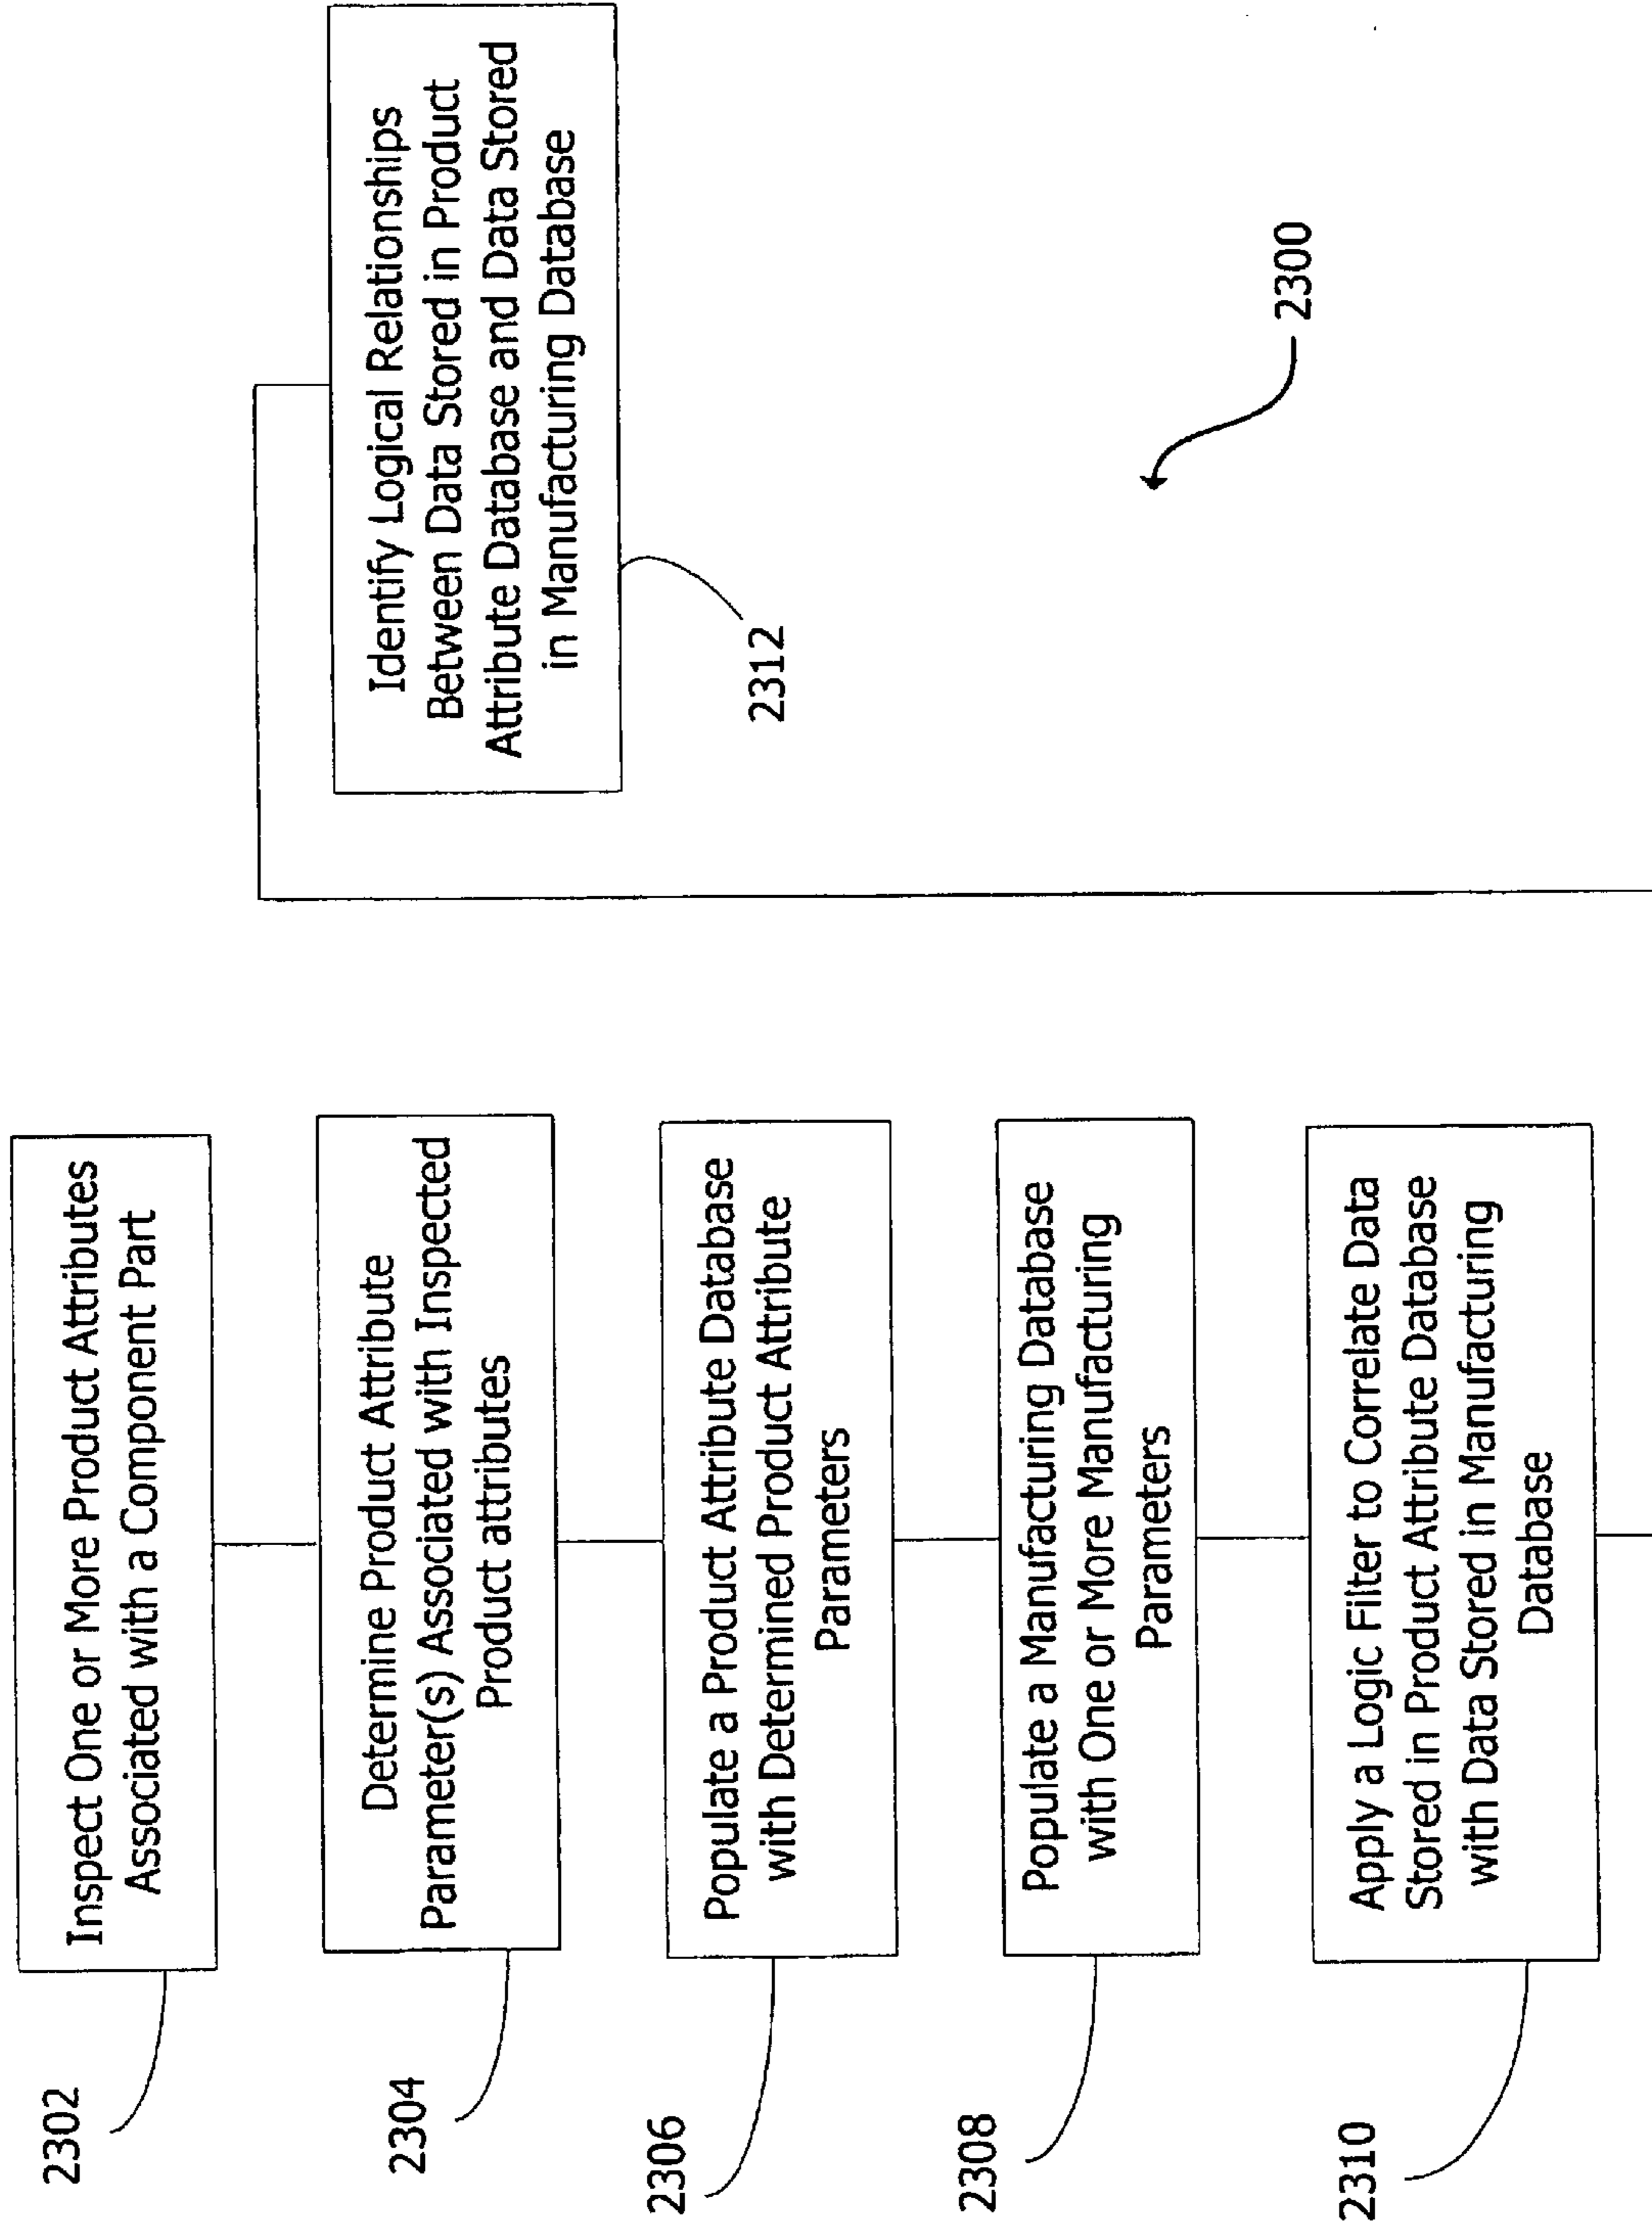 2302
Inspect One or More Product Attributes
Associated with a Component Part
2304
Determine Product Attribute
Parameter(s) Associated with Inspected
Product attributes
2306
Populate a Product Attribute Database
with Determined Product Attribute
Parameters
2308
Populate a Manufacturing Database
with One or More Manufacturing
Parameters
2310
Apply a Logic Filter to Correlate Data
Stored in Product Attribute Database
with Data Stored in Manufacturing
Database
Identify Logical Relationships
Between Data Stored in Product
Attribute Database and Data Stored
in Manufacturing Database
2312
2300